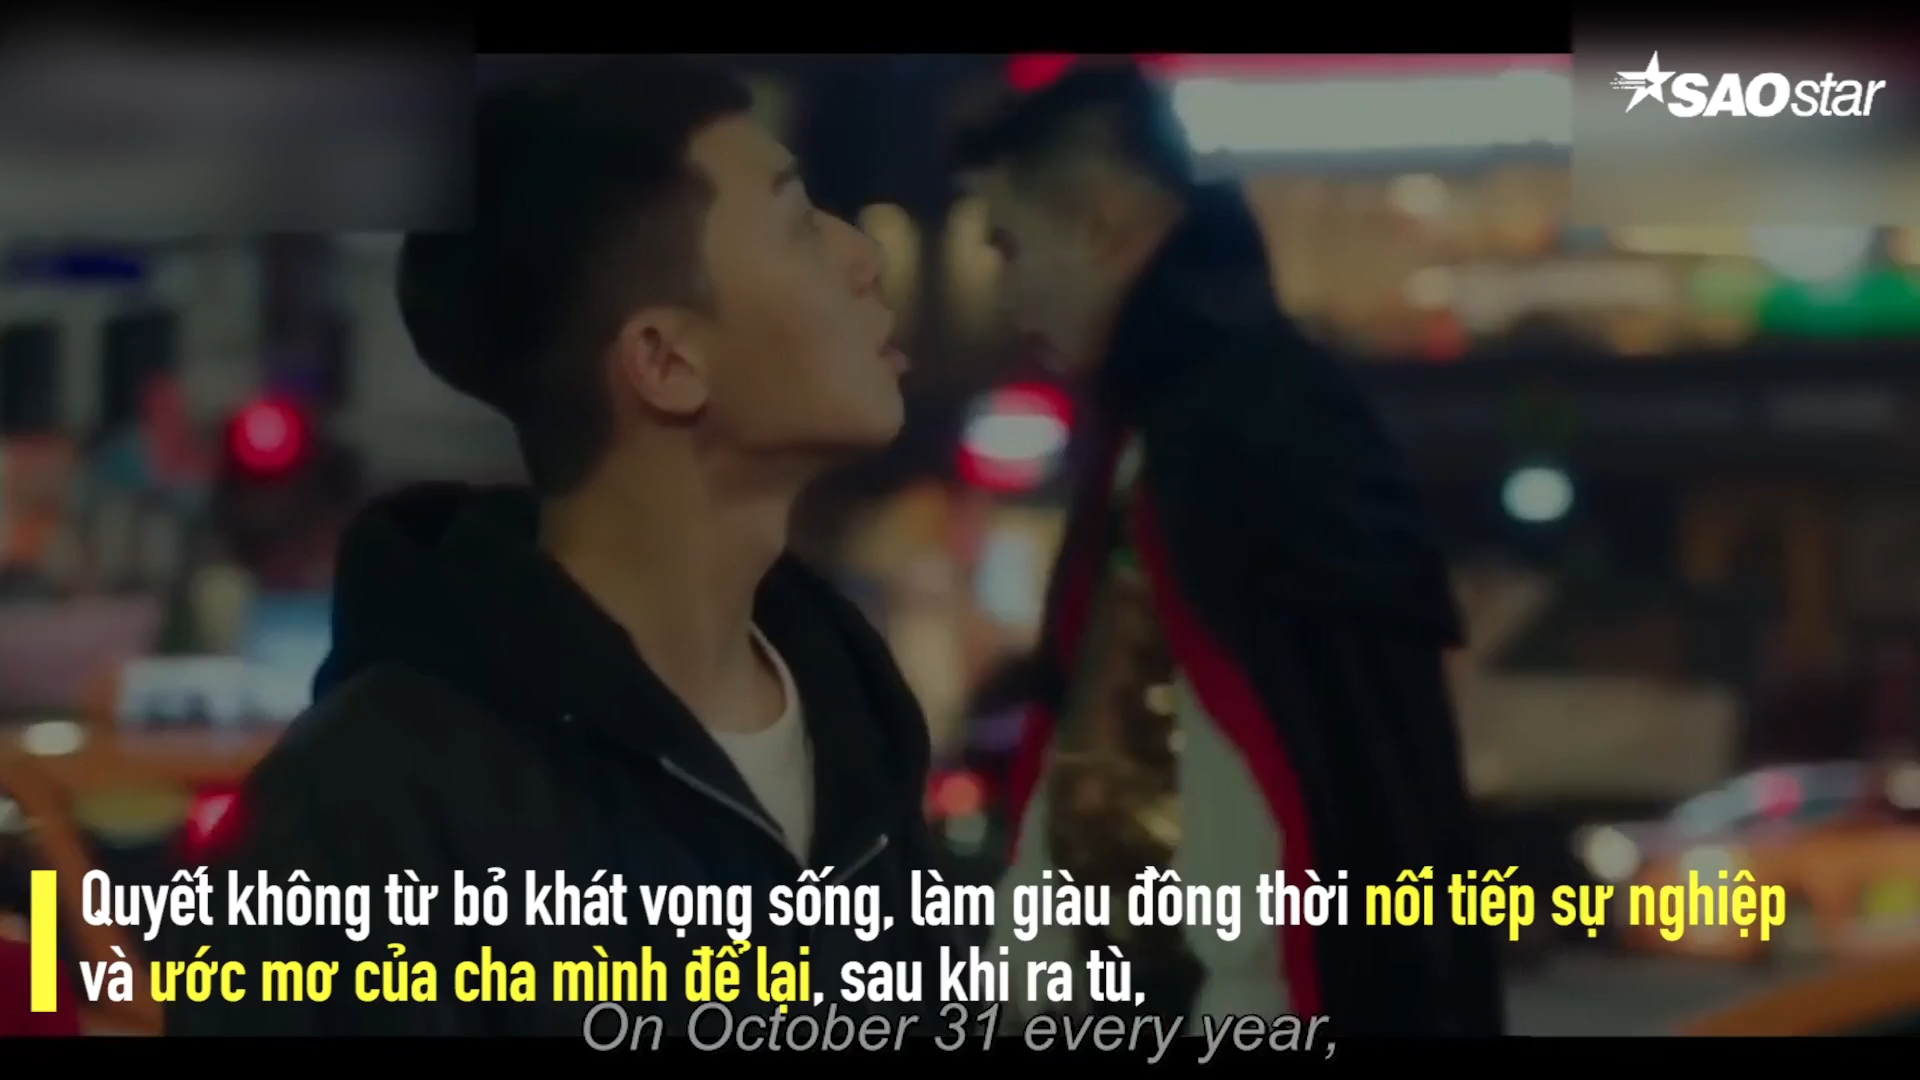 SAOstar
Quyết không từ bỏ khát vọng sống, làm giàu đồng thời nối tiếp sự nghiệp
và ước mơ của cha mình để lại, sau khi ra tù,
On October 31 every year,